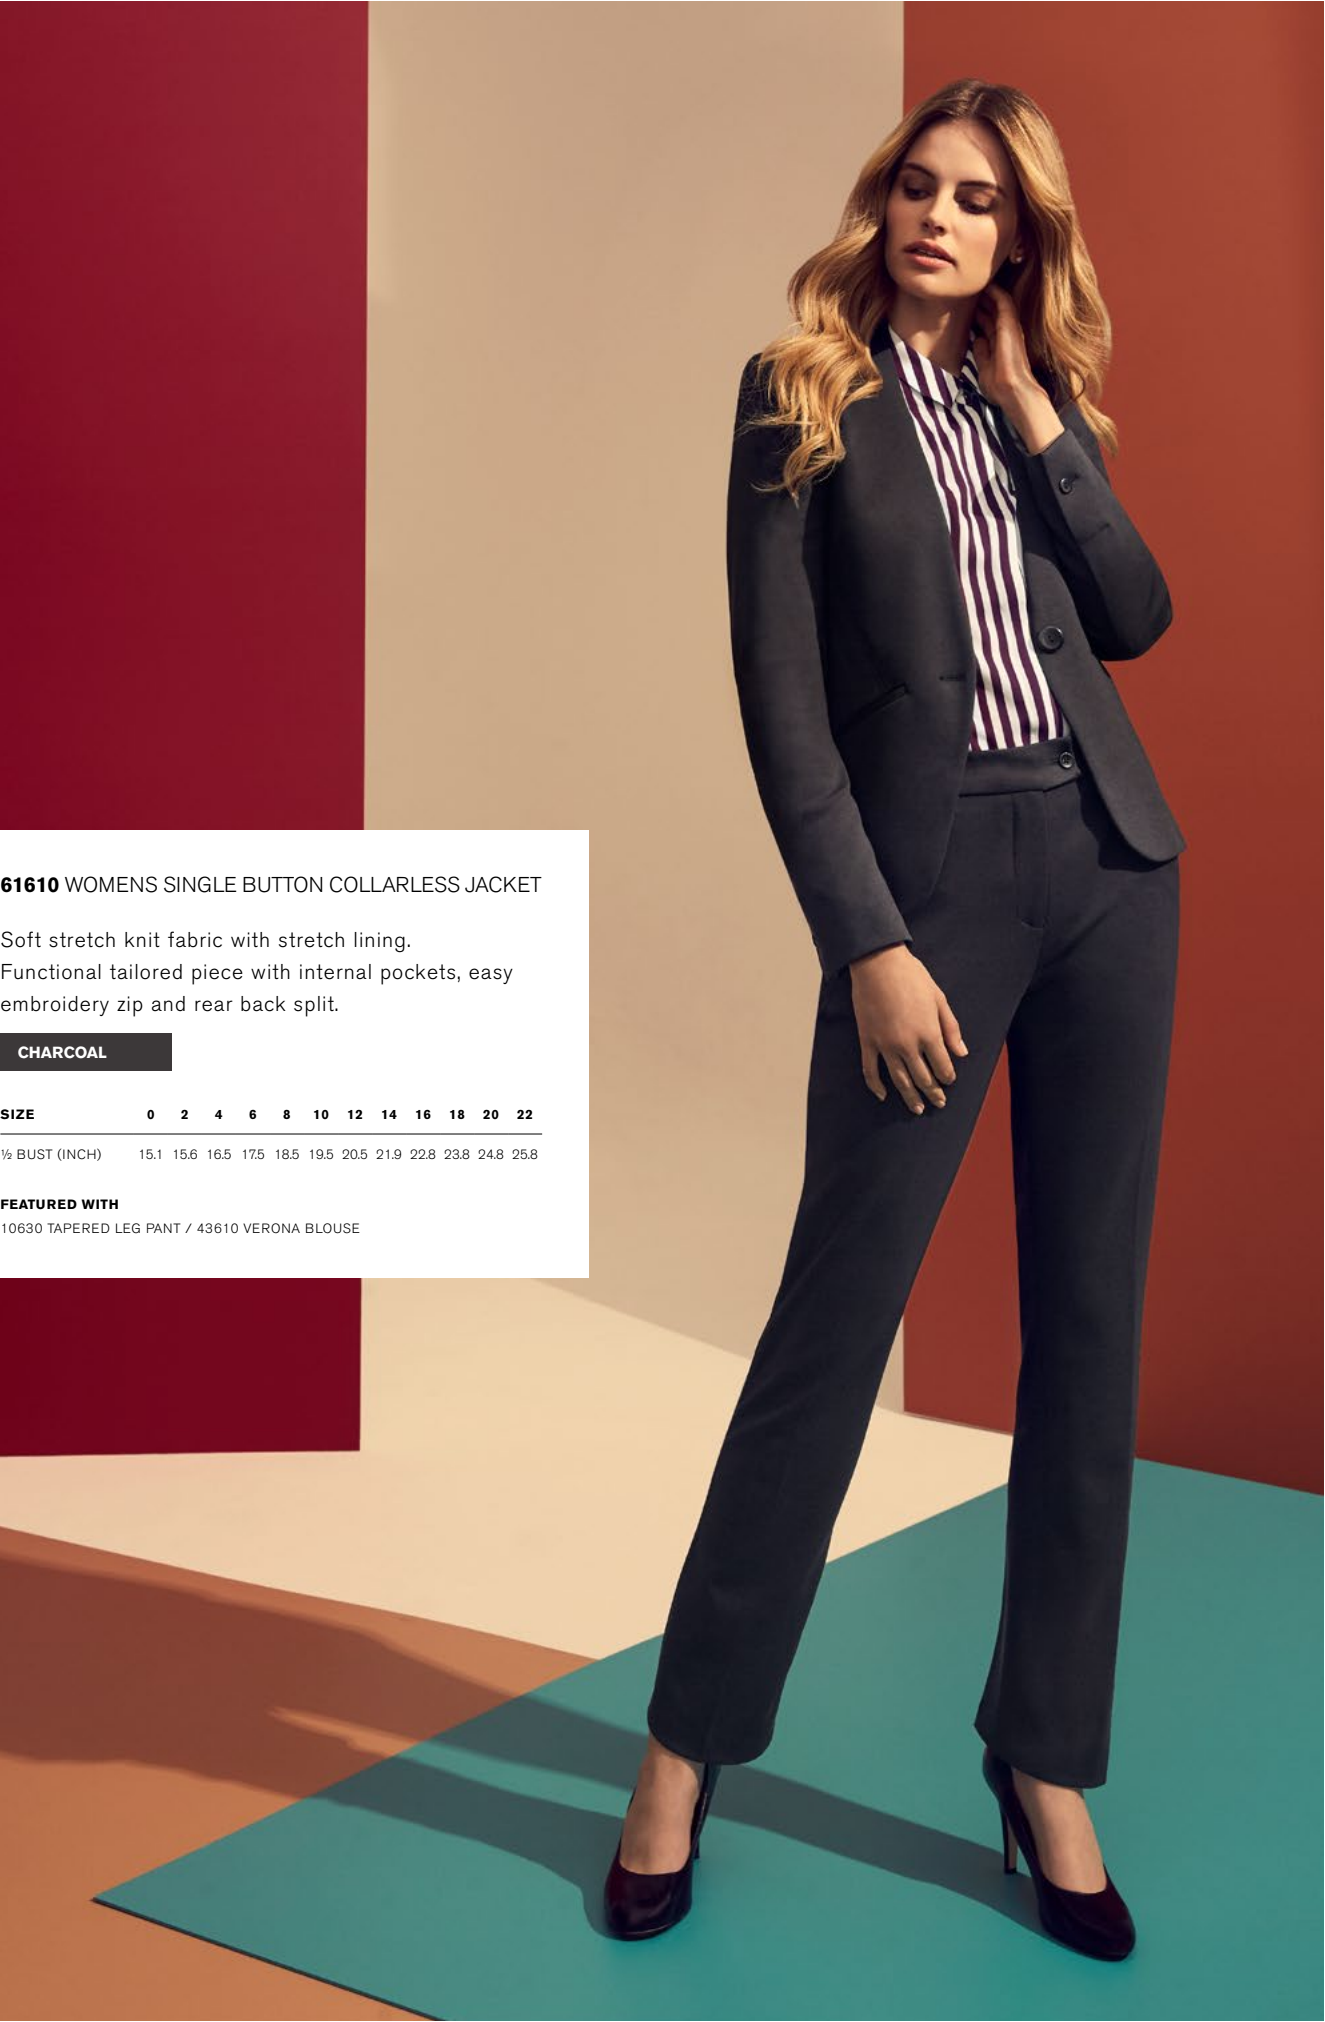 61610 WOMENS SINGLE BUTTON COLLARLESS JACKET
Soft stretch knit fabric with stretch lining.
Functional tailored piece with internal pockets, easy
embroidery zip and rear back split.
CHARCOAL
SIZE 0 2 4 6 8 10 12 14 16 18 20 22
½ BUST (INCH) 15.1 15.6 16.5 17.5 18.5 19.5 20.5 21.9 22.8 23.8 24.8 25.8
FEATURED WITH
10630 TAPERED LEG PANT / 43610 VERONA BLOUSE